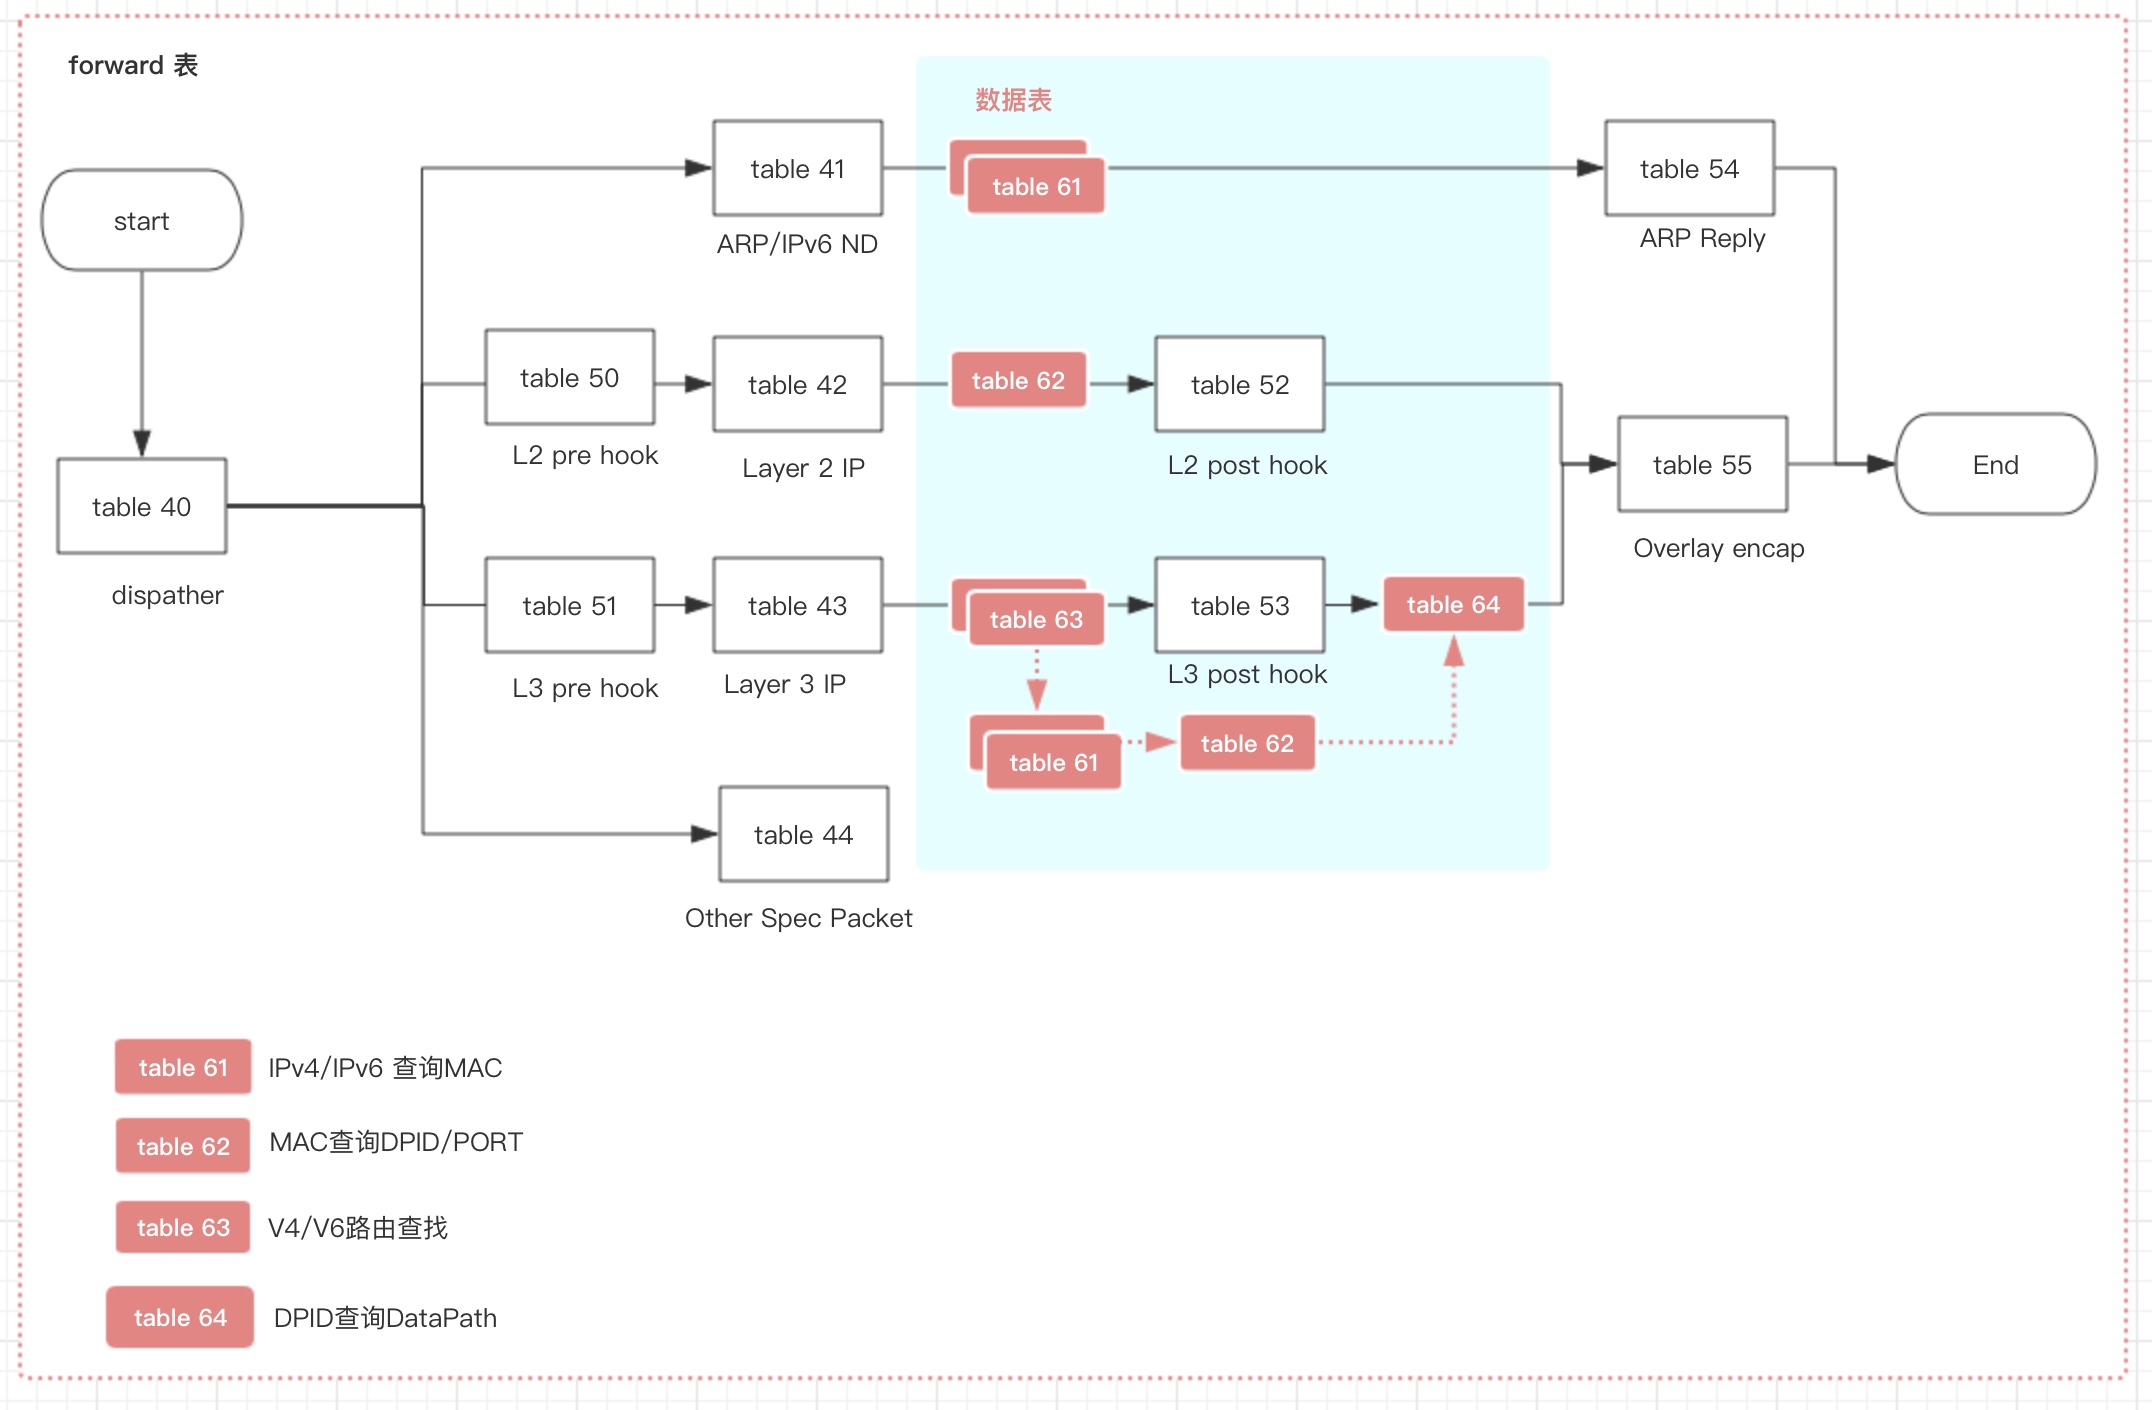 forward 表
数据表
start
table 41
ARP/IPv6 ND
table 61
table 54
ARP Reply
table 50
L2 pre hook
table 42
Layer 2 IP
table 62
table 52
L2 post hook
table 40
dispather
table 55
Overlay encap
End
table 51
L3 pre hook
table 43
Layer 3 IP
table 63
table 53
L3 post hook
table 64
table 61
table 62
table 44
Other Spec Packet
table 61 IPv4/IPv6 查询MAC
table 62 MAC查询DPID/PORT
table 63 V4/V6路由查找
table 64 DPID查询DataPath